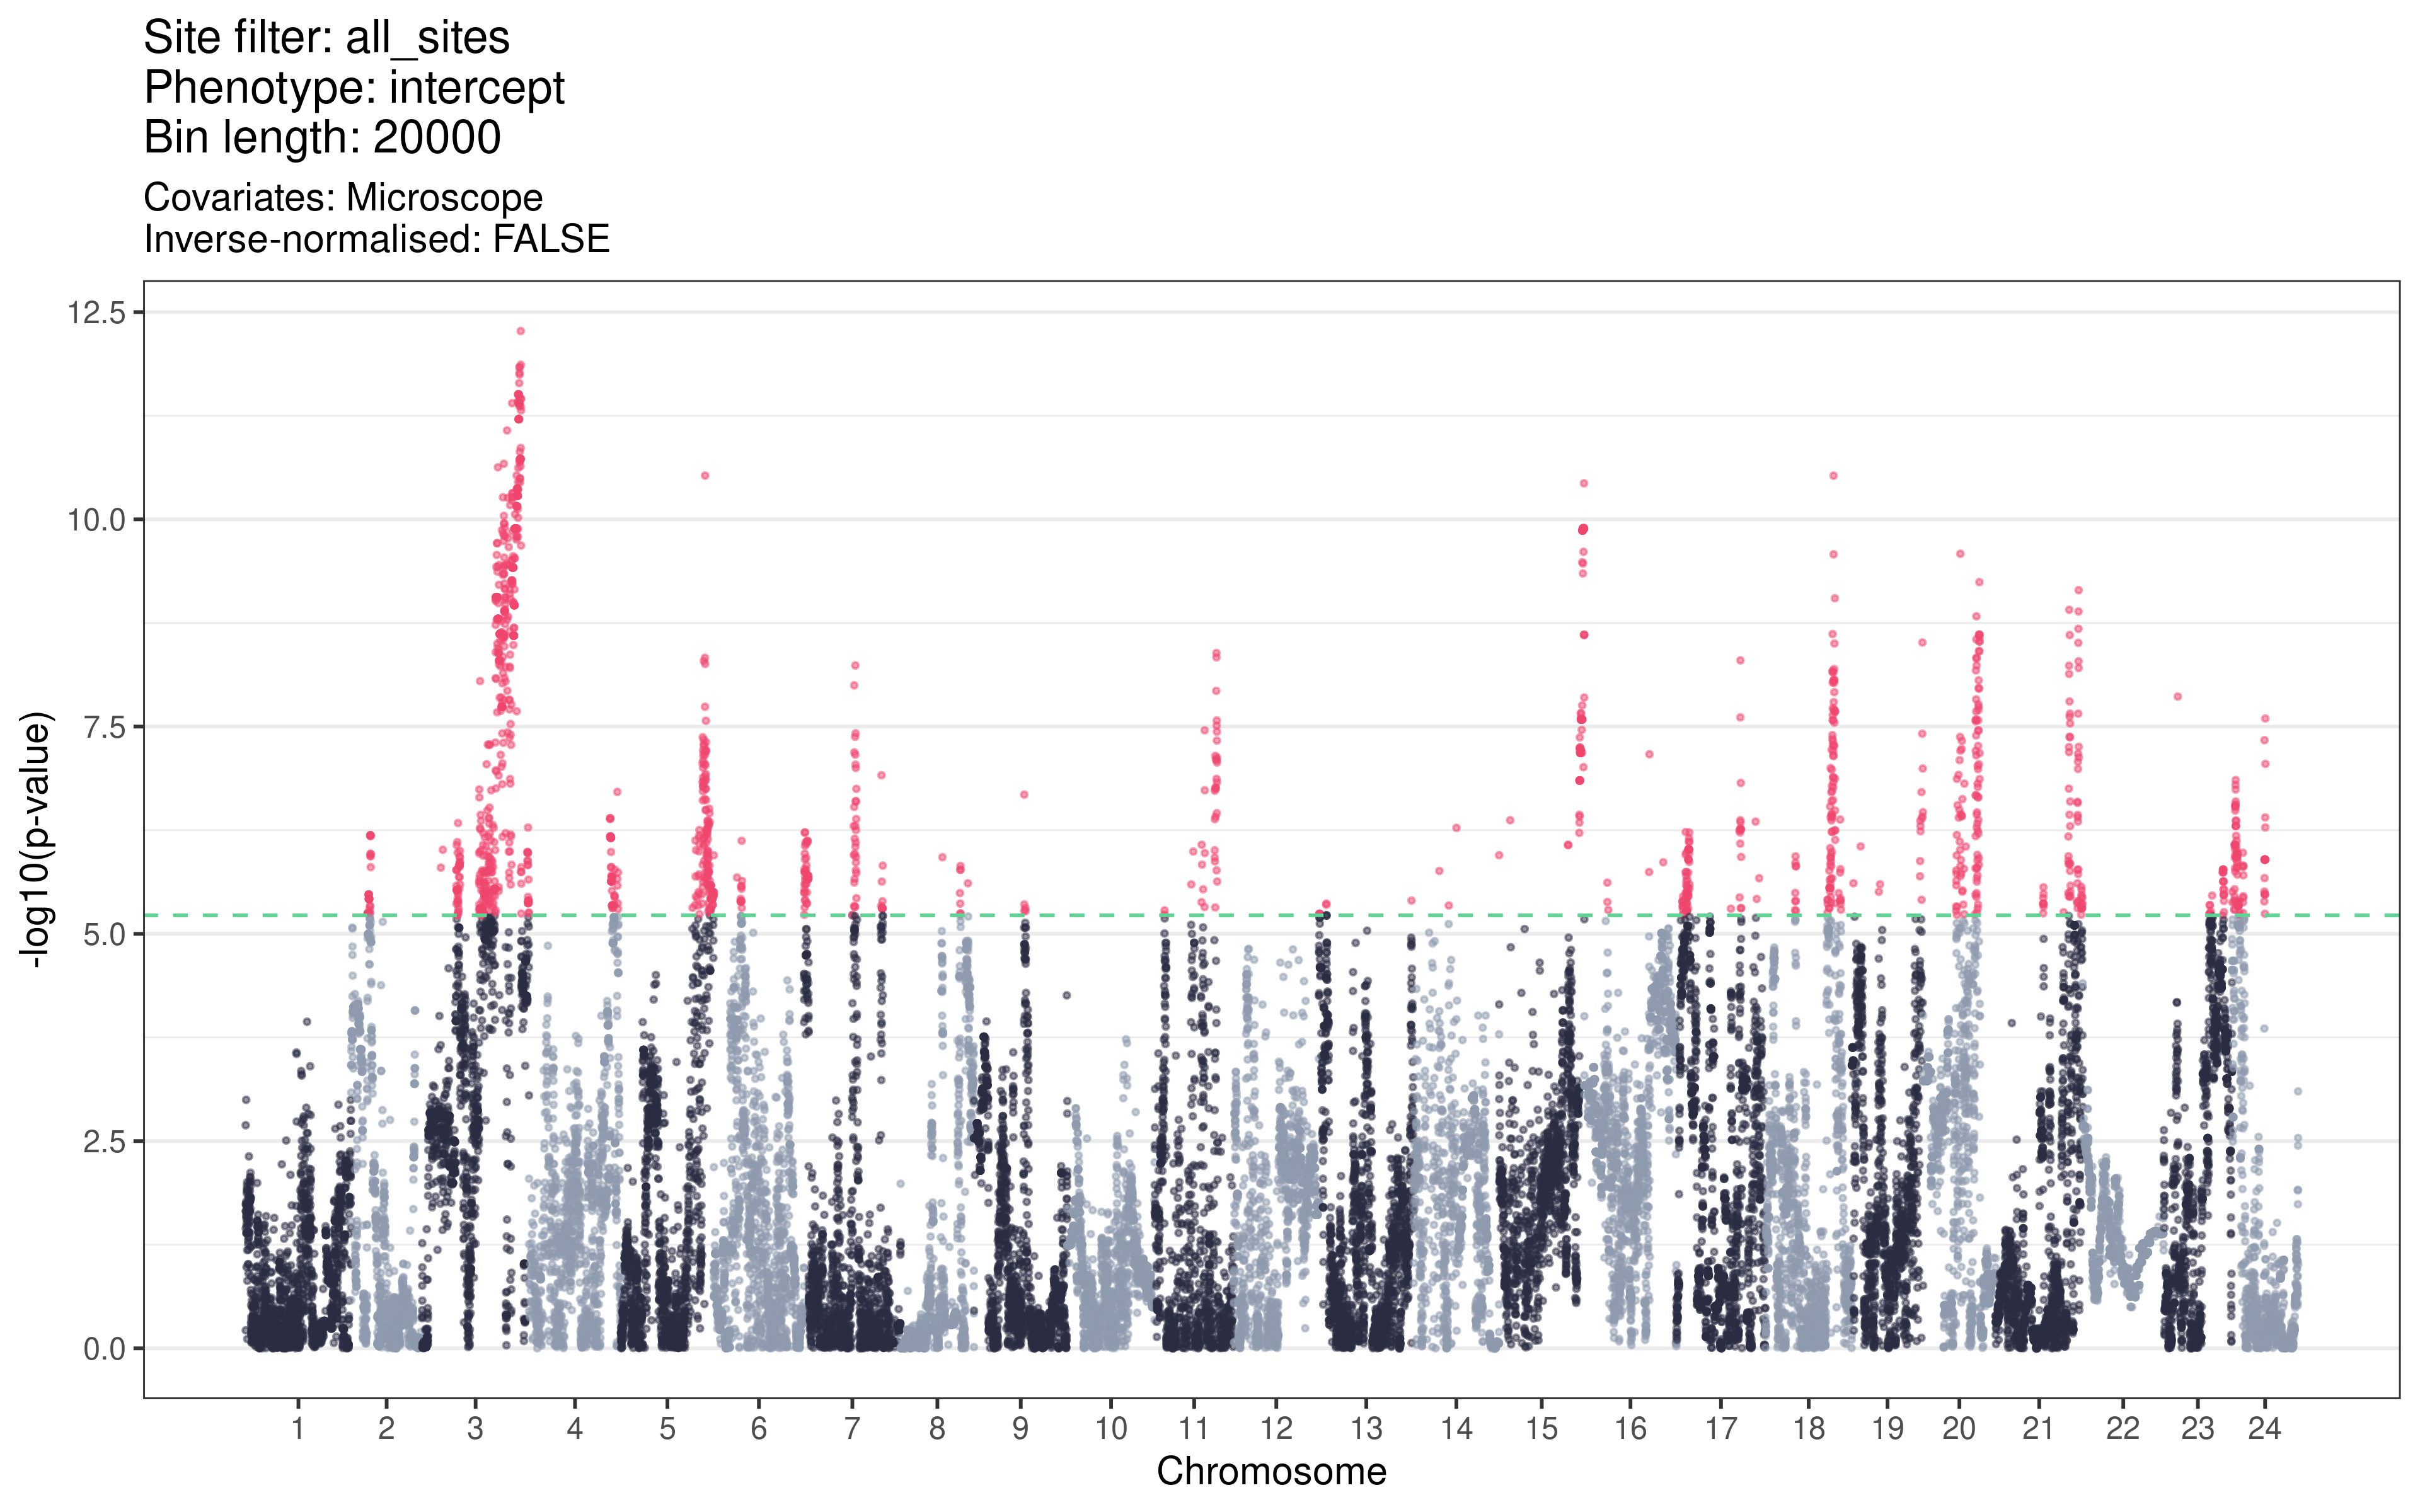 Site filter: all_sites
Phenotype: intercept
Bin length: 20000
Covariates: Microscope
Inverse-normalised: FALSE
12.5
10.0
7.5
5.0
2.5
0.0
-log10(p-value)
1 2 3 4 5 6 7 8 9 10 11 12 13 14 15 16 17 18 19 20 21 22 23 24
Chromosome